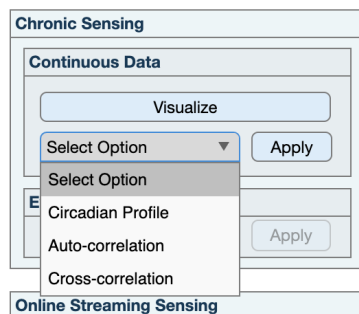 Chronic Sensing
Continuous Data
Visualize
Select Option
Apply
Select Option
Circadian Profile
Auto-correlation
Cross-correlation
E
Apply
Online Streaming Sensing